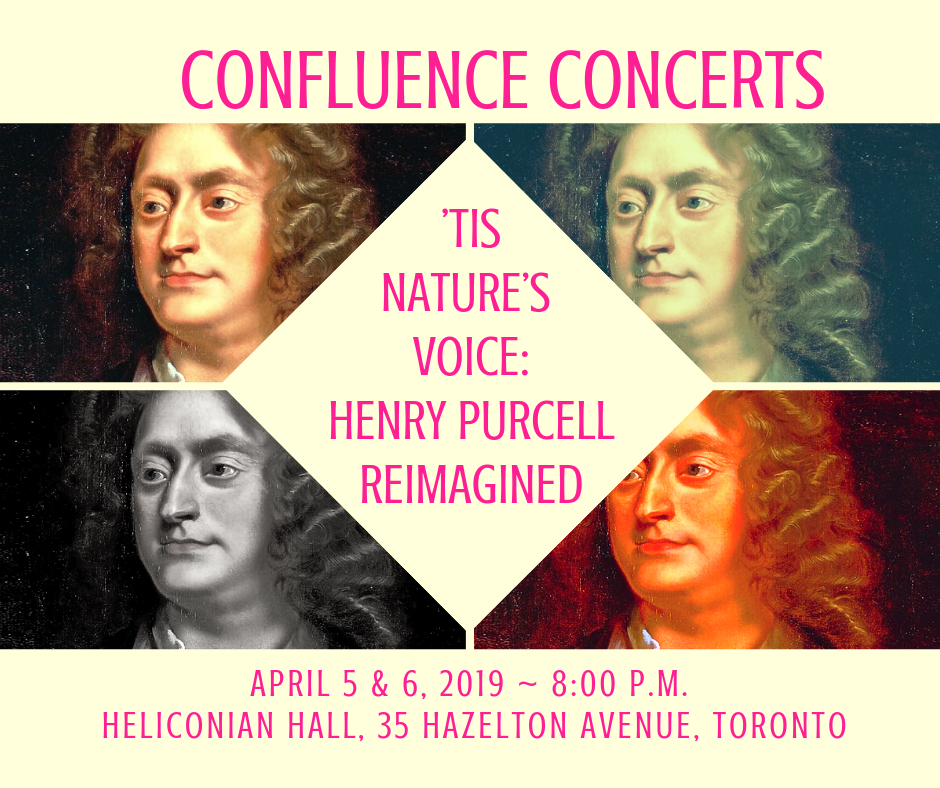 CONFLUENCE CONCERTS
’TIS
NATURE’S
VOICE:
HENRY PURCELL
REIMAGINED
APRIL 5 & 6, 2019 ~ 8:00 P.M.
HELICONIAN HALL, 35 HAZELTON AVENUE, TORONTO